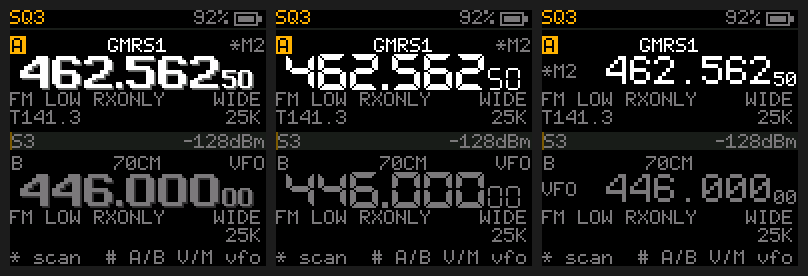 SQ3 92%
A GMRS1 *M2
462.56250
FM LOW RXONLY WIDE
T141.3 25K
S3 -128dBm
B 70CM VFO
446.00000
FM LOW RXONLY WIDE
25K
* scan # A/B V/M vfo
SQ3 92%
A GMRS1 *M2
462.56250
FM LOW RXONLY WIDE
T141.3 25K
S3 -128dBm
B 70CM VFO
446.00000
FM LOW RXONLY WIDE
25K
* scan # A/B V/M vfo
SQ3 92%
A GMRS1
*M2 462.56250
FM LOW RXONLY WIDE
T141.3 25K
S3 -128dBm
B 70CM
VFO 446.00000
FM LOW RXONLY WIDE
25K
* scan # A/B V/M vfo